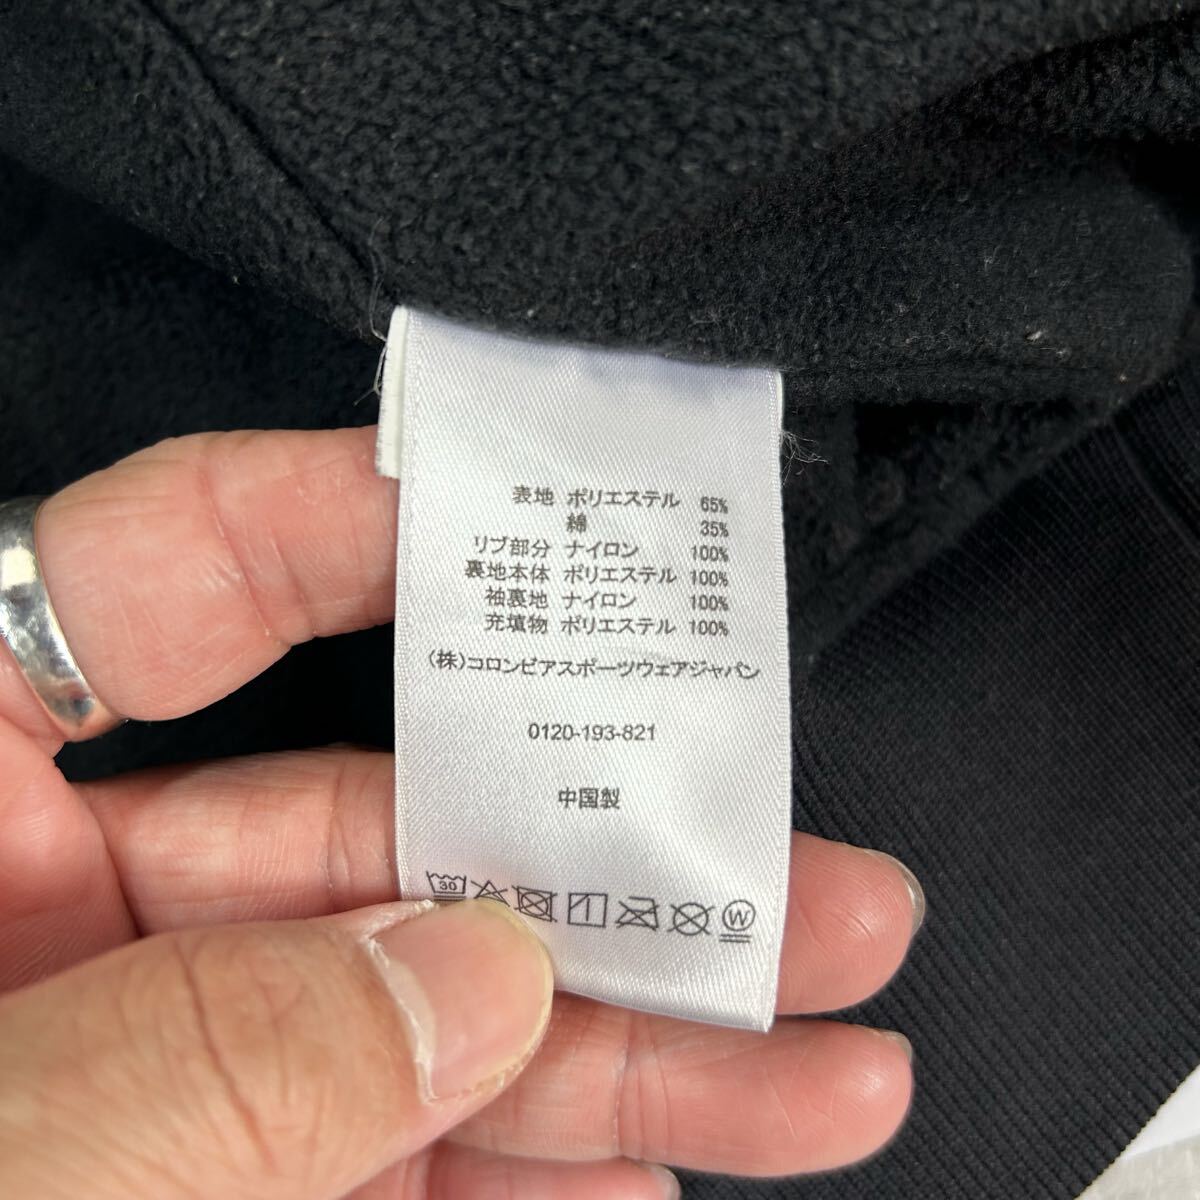 表地 ポリエステル 65%
綿 35%
リブ部分 ナイロン 100%
裏地本体 ポリエステル 100%
袖裏地 ナイロン 100%
充填物 ポリエステル 100%
(株)コロンビアスポーツウェアジャパン
0120-193-821
中国製
30 W